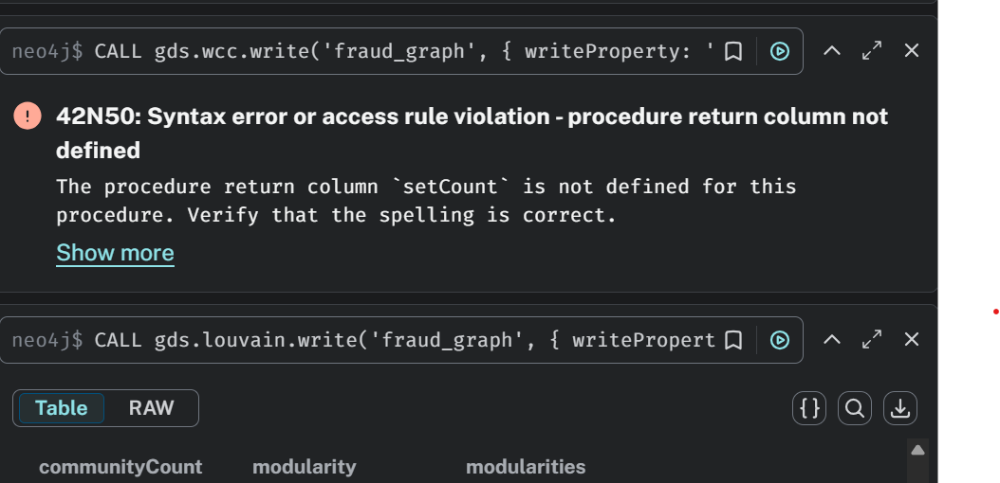 neo4j$ CALL gds.wcc.write('fraud_graph', { writeProperty: '
42N50: Syntax error or access rule violation - procedure return column not
defined
The procedure return column `setCount` is not defined for this
procedure. Verify that the spelling is correct.
Show more
neo4j$ CALL gds.louvain.write('fraud_graph', { writePropert
Table RAW
communityCount modularity modularities